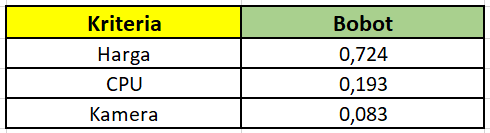 Kriteria Bobot
Harga 0,724
CPU 0,193
Kamera 0,083